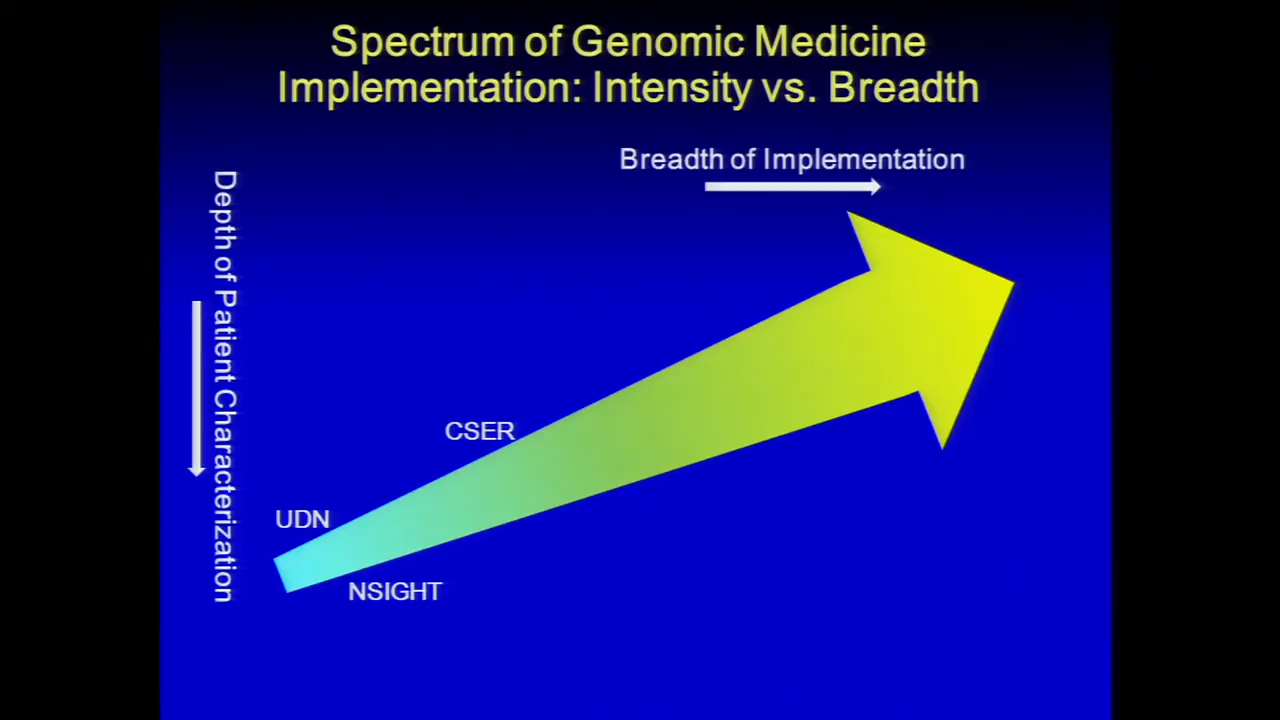 Spectrum of Genomic Medicine
Implementation: Intensity vs. Breadth
Breadth of Implementation
Depth of Patient Characterization
CSER
UDN
NSIGHT